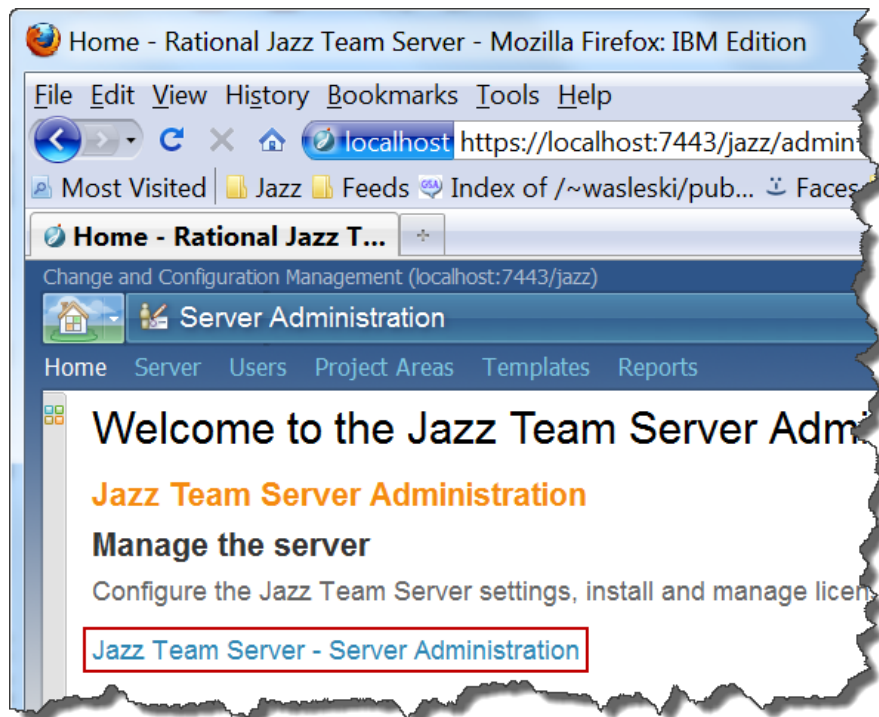 Home - Rational Jazz Team Server - Mozilla Firefox: IBM Edition
File Edit View History Bookmarks Tools Help
localhost https://localhost:7443/jazz/admin
Most Visited Jazz Feeds GSA Index of /~wasleski/pub... Faces
Home - Rational Jazz T...
Change and Configuration Management (localhost:7443/jazz)
Server Administration
Home Server Users Project Areas Templates Reports
Welcome to the Jazz Team Server Admi
Jazz Team Server Administration
Manage the server
Configure the Jazz Team Server settings, install and manage licen
Jazz Team Server - Server Administration